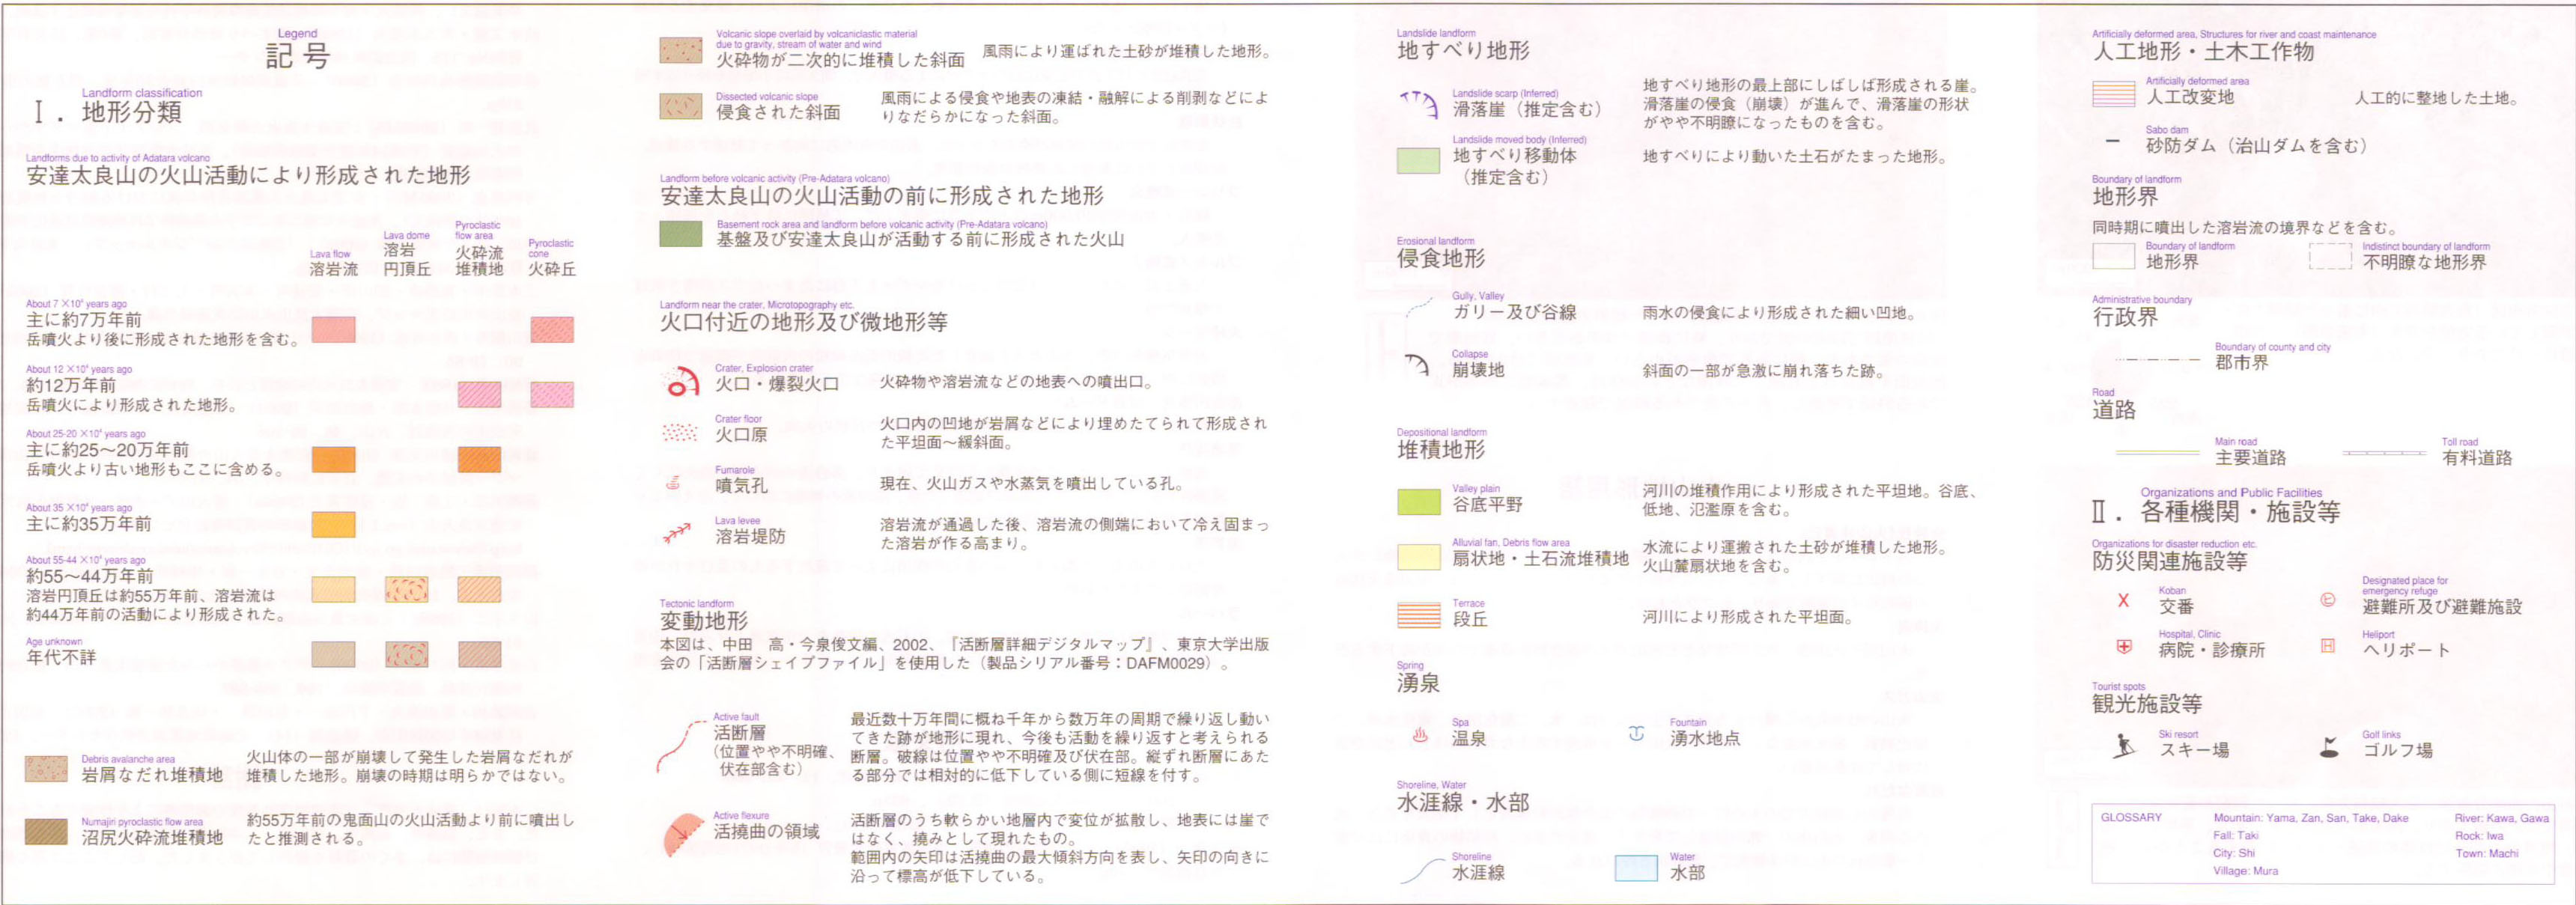 Legend
記号
Landform classification
Ⅰ．地形分類
Landforms due to activity of Adatara volcano
安達太良山の火山活動により形成された地形
Lava flow
溶岩流
Lava dome
溶岩
円頂丘
Pyroclastic
flow area
火砕流
堆積地
Pyroclastic
cone
火砕丘
About 7 ×10⁴ years ago
主に約7万年前
岳噴火より後に形成された地形を含む。
About 12 ×10⁴ years ago
約12万年前
岳噴火により形成された地形。
About 25-20 ×10⁴ years ago
主に約25～20万年前
岳噴火より古い地形もここに含める。
About 35 ×10⁴ years ago
主に約35万年前
About 55-44 ×10⁴ years ago
約55～44万年前
溶岩円頂丘は約55万年前、溶岩流は
約44万年前の活動により形成された。
Age unknown
年代不詳
Debris avalanche area
岩屑なだれ堆積地
火山体の一部が崩壊して発生した岩屑なだれが
堆積した地形。崩壊の時期は明らかではない。
Numajiri pyroclastic flow area
沼尻火砕流堆積地
約55万年前の鬼面山の火山活動より前に噴出し
たと推測される。
Volcanic slope overlaid by volcaniclastic material
due to gravity, stream of water and wind
火砕物が二次的に堆積した斜面
風雨により運ばれた土砂が堆積した地形。
Dissected volcanic slope
侵食された斜面
風雨による侵食や地表の凍結・融解による削剥などによ
りなだらかになった斜面。
Landform before volcanic activity (Pre-Adatara volcano)
安達太良山の火山活動の前に形成された地形
Basement rock area and landform before volcanic activity (Pre-Adatara volcano)
基盤及び安達太良山が活動する前に形成された火山
Landform near the crater, Microtopography etc.
火口付近の地形及び微地形等
Crater, Explosion crater
火口・爆裂火口
火砕物や溶岩流などの地表への噴出口。
Crater floor
火口原
火口内の凹地が岩屑などにより埋めたてられて形成され
た平坦面～緩斜面。
Fumarole
噴気孔
現在、火山ガスや水蒸気を噴出している孔。
Lava levee
溶岩堤防
溶岩流が通過した後、溶岩流の側端において冷え固まっ
た溶岩が作る高まり。
Tectonic landform
変動地形
本図は、中田　高・今泉俊文編、2002、『活断層詳細デジタルマップ』、東京大学出版
会の「活断層シェイプファイル」を使用した（製品シリアル番号：DAFM0029）。
Active fault
活断層
（位置やや不明確、
伏在部含む）
最近数十万年間に概ね千年から数万年の周期で繰り返し動い
てきた跡が地形に現れ、今後も活動を繰り返すと考えられる
断層。破線は位置やや不明確及び伏在部。縦ずれ断層にあた
る部分では相対的に低下している側に短線を付す。
Active flexure
活撓曲の領域
活断層のうち軟らかい地層内で変位が拡散し、地表には崖で
はなく、撓みとして現れたもの。
範囲内の矢印は活撓曲の最大傾斜方向を表し、矢印の向きに
沿って標高が低下している。
Landslide landform
地すべり地形
Landslide scarp (Inferred)
滑落崖（推定含む）
地すべり地形の最上部にしばしば形成される崖。
滑落崖の侵食（崩壊）が進んで、滑落崖の形状
がやや不明瞭になったものを含む。
Landslide moved body (Inferred)
地すべり移動体
（推定含む）
地すべりにより動いた土石がたまった地形。
Erosional landform
侵食地形
Gully, Valley
ガリー及び谷線
雨水の侵食により形成された細い凹地。
Collapse
崩壊地
斜面の一部が急激に崩れ落ちた跡。
Depositional landform
堆積地形
Valley plain
谷底平野
河川の堆積作用により形成された平坦地。谷底、
低地、氾濫原を含む。
Alluvial fan, Debris flow area
扇状地・土石流堆積地
水流により運搬された土砂が堆積した地形。
火山麓扇状地を含む。
Terrace
段丘
河川により形成された平坦面。
Spring
湧泉
Spa
温泉
Fountain
湧水地点
Shoreline, Water
水涯線・水部
Shoreline
水涯線
Water
水部
Artificially deformed area, Structures for river and coast maintenance
人工地形・土木工作物
Artificially deformed area
人工改変地
人工的に整地した土地。
Sabo dam
砂防ダム（治山ダムを含む）
Boundary of landform
地形界
同時期に噴出した溶岩流の境界などを含む。
Boundary of landform
地形界
Indistinct boundary of landform
不明瞭な地形界
Administrative boundary
行政界
Boundary of county and city
郡市界
Road
道路
Main road
主要道路
Toll road
有料道路
Organizations and Public Facilities
Ⅱ．各種機関・施設等
Organizations for disaster reduction etc.
防災関連施設等
Koban
交番
Designated place for
emergency refuge
避難所及び避難施設
Hospital, Clinic
病院・診療所
Heliport
ヘリポート
Tourist spots
観光施設等
Ski resort
スキー場
Golf links
ゴルフ場
GLOSSARY
Mountain: Yama, Zan, San, Take, Dake
River: Kawa, Gawa
Fall: Taki
Rock: Iwa
City: Shi
Town: Machi
Village: Mura